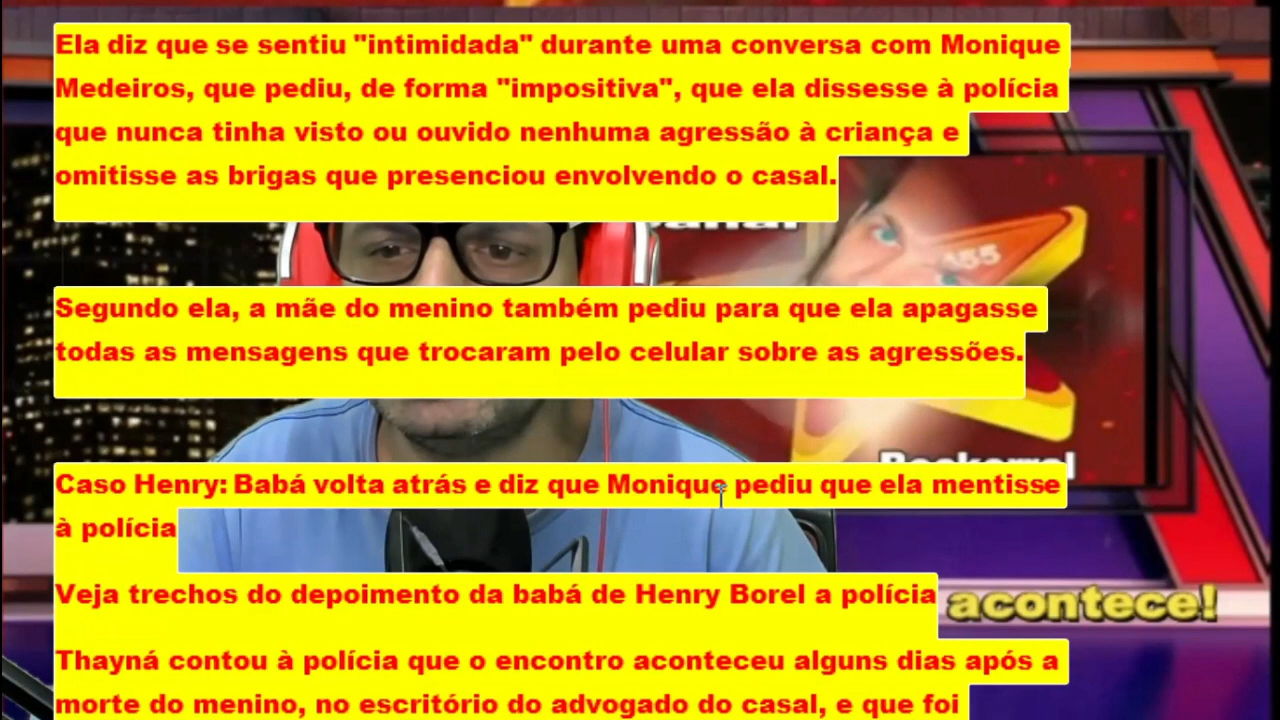 Ela diz que se sentiu "intimidada" durante uma conversa com Monique
Medeiros, que pediu, de forma "impositiva", que ela dissesse à polícia
que nunca tinha visto ou ouvido nenhuma agressão à criança e
omitisse as brigas que presenciou envolvendo o casal.
Segundo ela, a mãe do menino também pediu para que ela apagasse
todas as mensagens que trocaram pelo celular sobre as agressões.
Caso Henry: Babá volta atrás e diz que Monique pediu que ela mentisse
à polícia
Veja trechos do depoimento da babá de Henry Borel a polícia
acontece!
Thayná contou à polícia que o encontro aconteceu alguns dias após a
morte do menino, no escritório do advogado do casal, e que foi